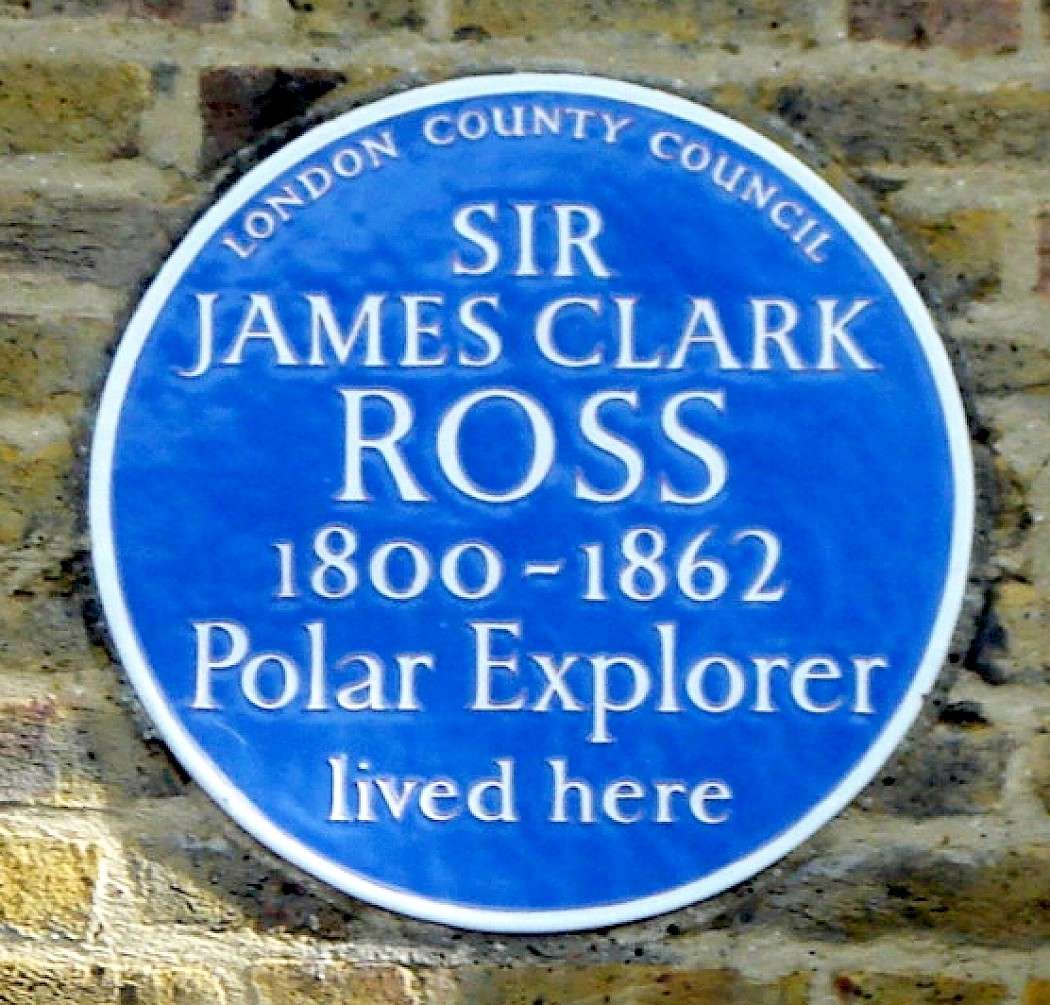 LONDON COUNTY COUNCIL
SIR
JAMES CLARK
ROSS
1800-1862
Polar Explorer
lived here